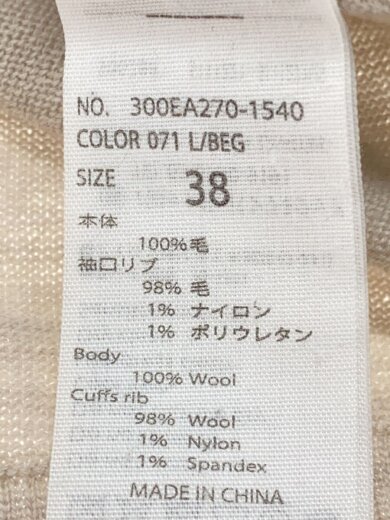 NO. 300EA270-1540
COLOR 071 L/BEG
SIZE 38
本体
100% 毛
袖口リブ
98% 毛
1% ナイロン
1% ポリウレタン
Body
100% Wool
Cuffs rib
98% Wool
1% Nylon
1% Spandex
MADE IN CHINA